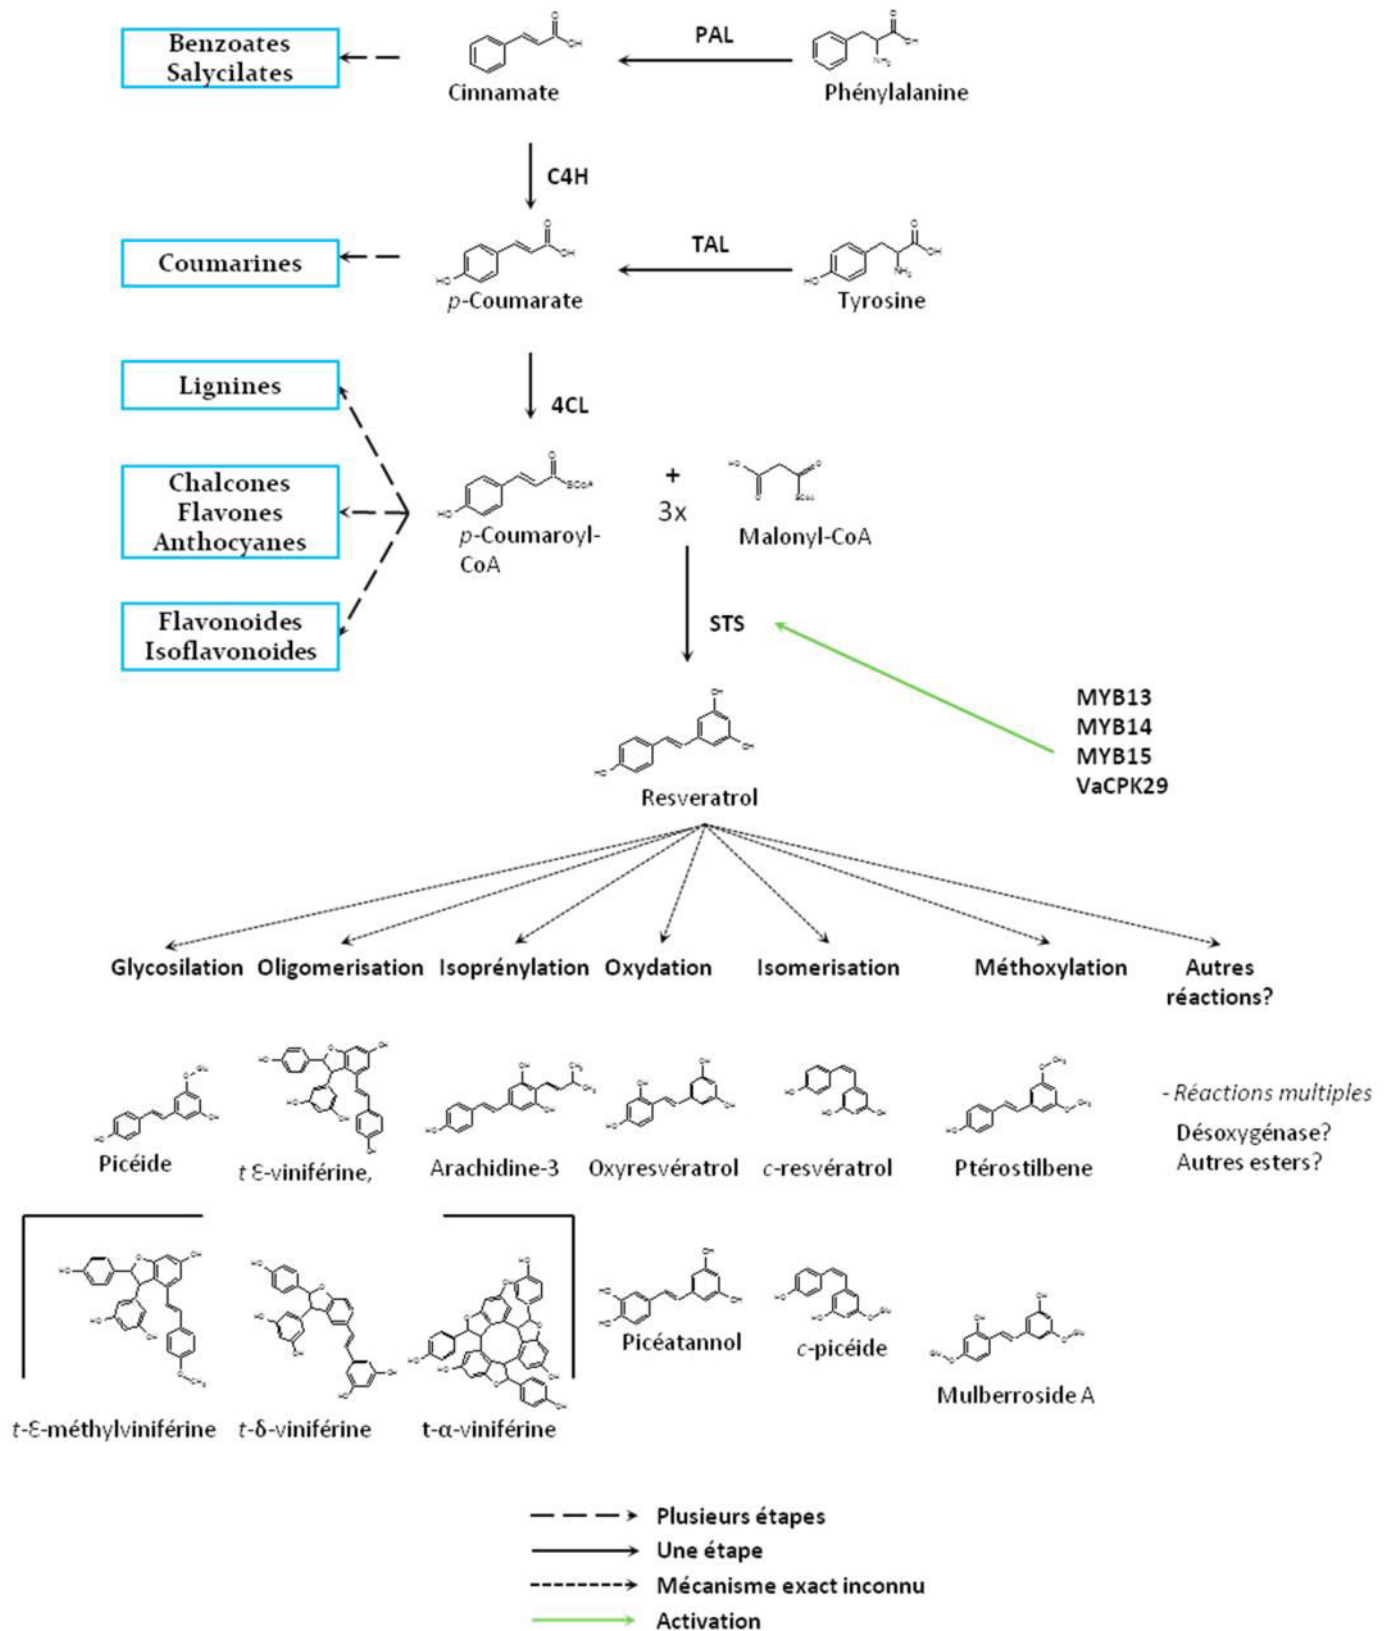 Benzoates
Salycilates
Cinnamate
PAL
Phénylalanine
C4H
Coumarines
p-Coumarate
TAL
Tyrosine
Lignines
4CL
Chalcones
Flavones
Anthocyanes
p-Coumaroyl-
CoA
+
3x
Malonyl-CoA
Flavonoides
Isoflavonoides
STS
MYB13
MYB14
MYB15
VaCPK29
Resveratrol
Glycosilation Oligomerisation Isoprénylation Oxydation Isomerisation Méthoxylation Autres
réactions?
Picéide
t Ɛ-viniférine,
Arachidine-3
Oxyresvératrol
c-resvératrol
Ptérostilbene
- Réactions multiples
Désoxygénase?
Autres esters?
t-Ɛ-méthylviniférine
t-δ-viniférine
t-α-viniférine
Picéatannol
c-picéide
Mulberroside A
Plusieurs étapes
Une étape
Mécanisme exact inconnu
Activation